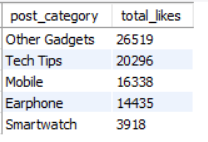 post_category total_likes
Other Gadgets 26519
Tech Tips 20296
Mobile 16338
Earphone 14435
Smartwatch 3918